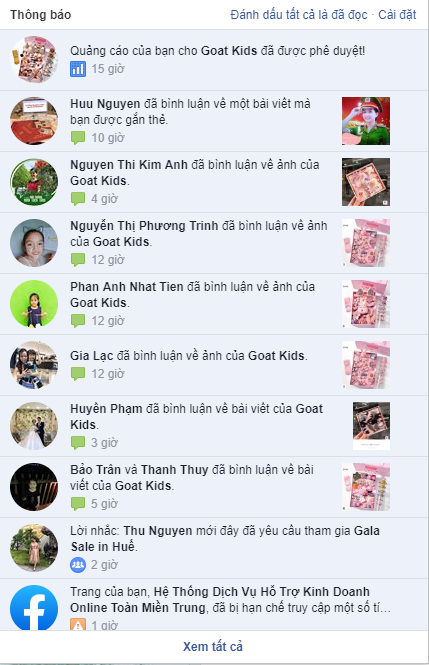 Thông báo
Đánh dấu tất cả là đã đọc · Cài đặt
Quảng cáo của bạn cho Goat Kids đã được phê duyệt!
15 giờ
Huu Nguyen đã bình luận về một bài viết mà
bạn được gắn thẻ.
10 giờ
Nguyen Thi Kim Anh đã bình luận về ảnh của
Goat Kids.
4 giờ
Nguyễn Thị Phương Trinh đã bình luận về ảnh
của Goat Kids.
12 giờ
Phan Anh Nhat Tien đã bình luận về ảnh của
Goat Kids.
12 giờ
Gia Lạc đã bình luận về ảnh của Goat Kids.
12 giờ
Huyền Phạm đã bình luận về bài viết của Goat
Kids.
3 giờ
Bảo Trân và Thanh Thuy đã bình luận về bài
viết của Goat Kids.
5 giờ
Lời nhắc: Thu Nguyen mới đây đã yêu cầu tham gia Gala
Sale in Huế.
2 giờ
Trang của bạn, Hệ Thống Dịch Vụ Hỗ Trợ Kinh Doanh
Online Toàn Miền Trung, đã bị hạn chế truy cập một số tí...
1 giờ
Xem tất cả